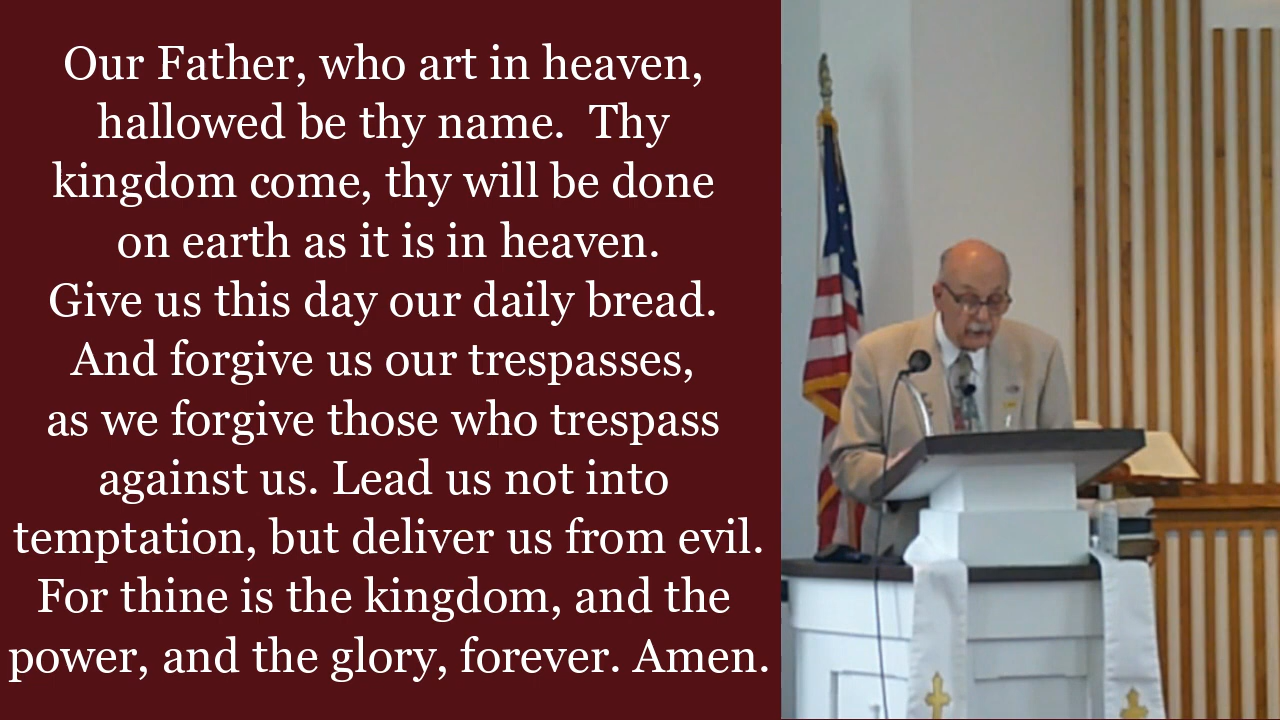 Our Father, who art in heaven,
hallowed be thy name.  Thy
kingdom come, thy will be done
on earth as it is in heaven.
Give us this day our daily bread.
And forgive us our trespasses,
as we forgive those who trespass
against us. Lead us not into
temptation, but deliver us from evil.
For thine is the kingdom, and the
power, and the glory, forever. Amen.